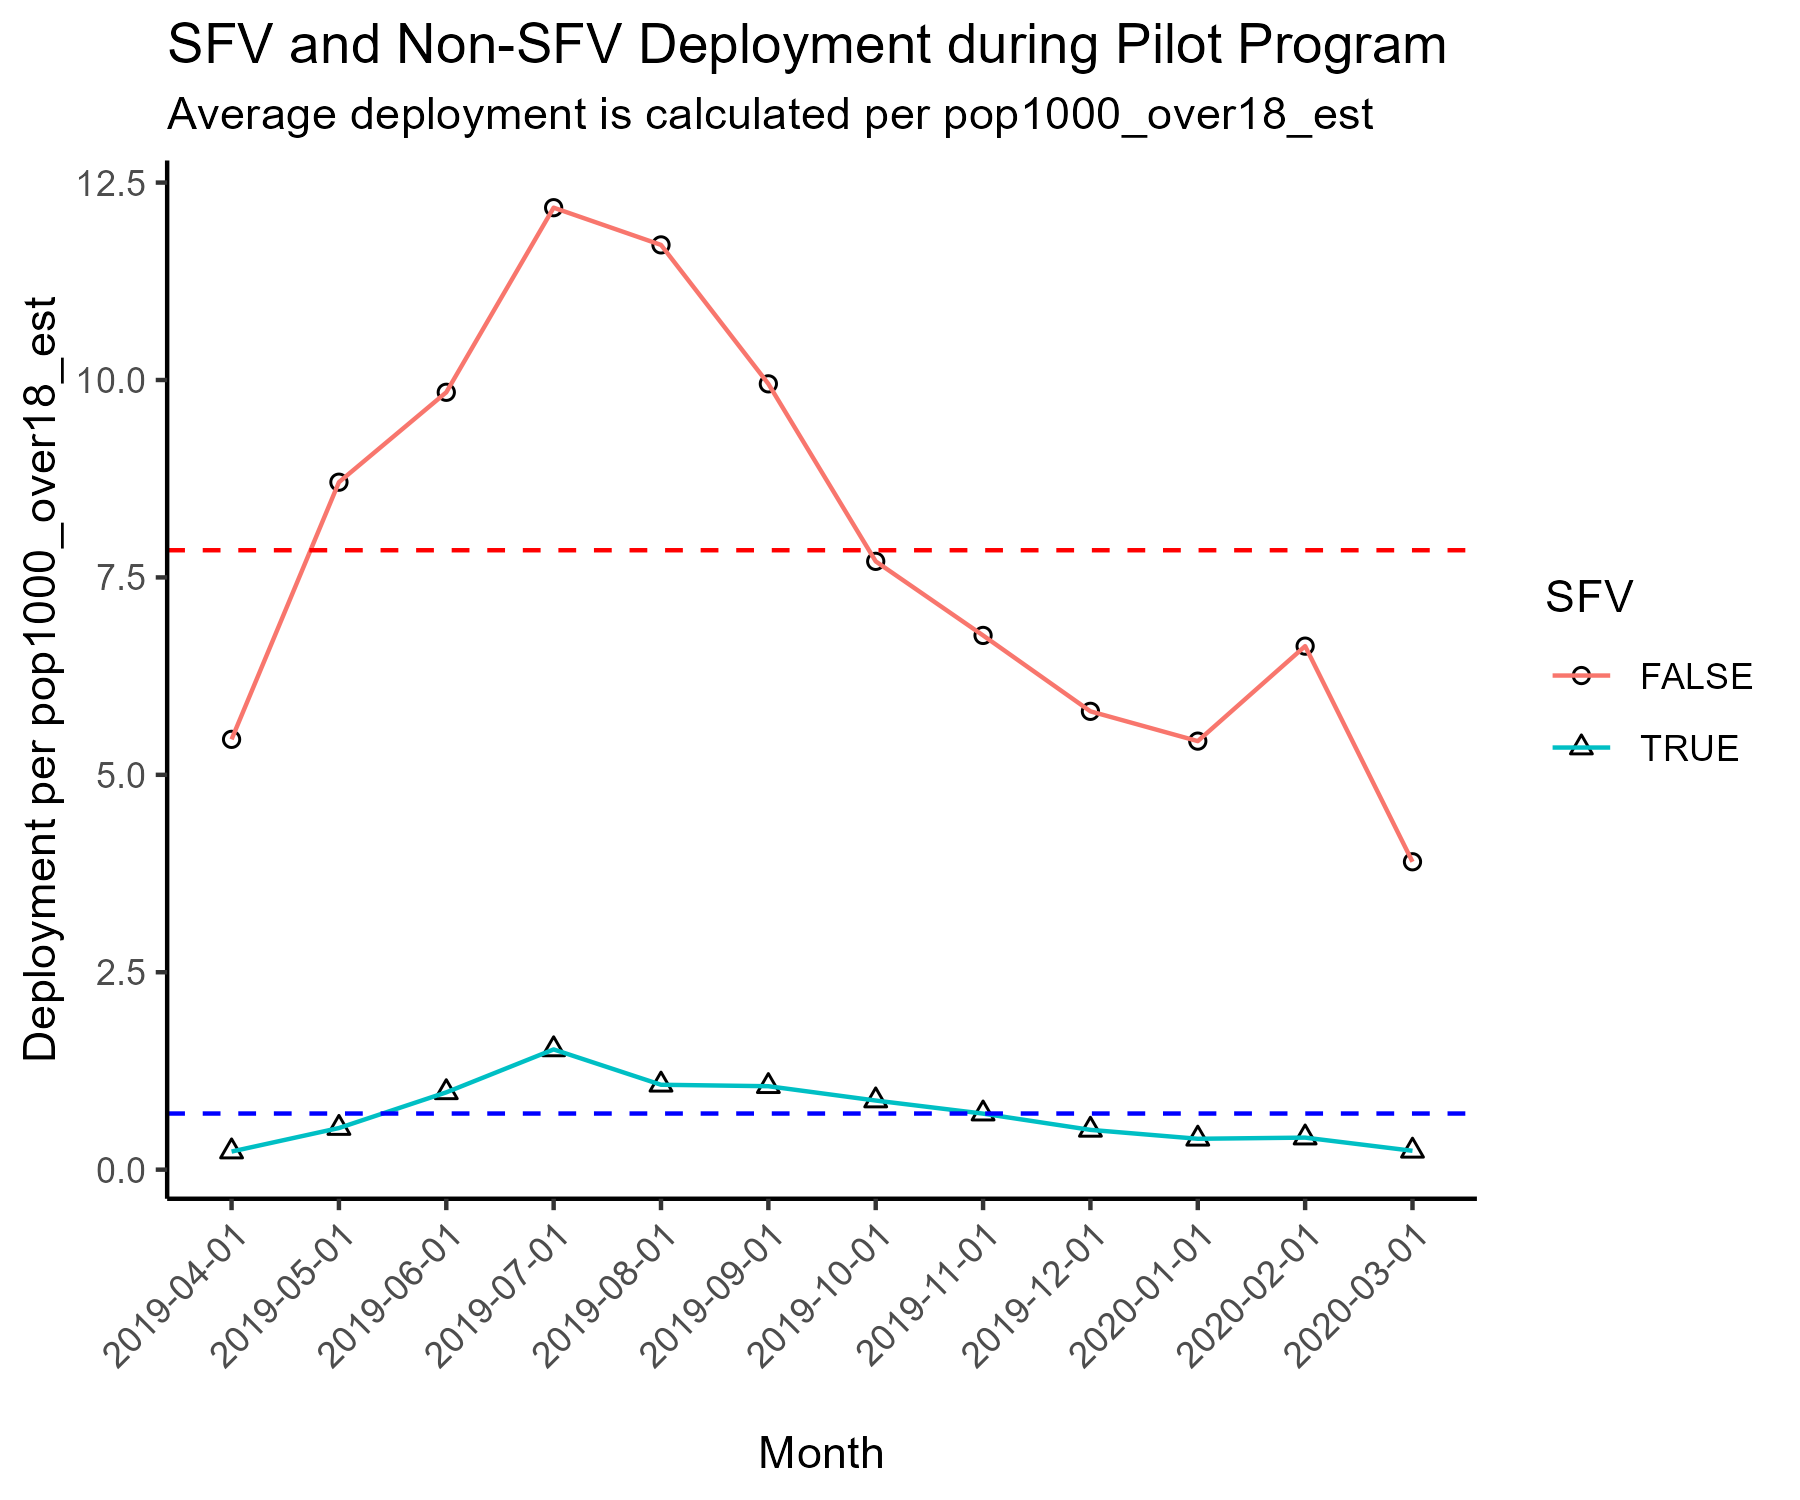 SFV and Non-SFV Deployment during Pilot Program
Average deployment is calculated per pop1000_over18_est
Deployment per pop1000_over18_est
12.5
10.0
7.5
5.0
2.5
0.0
2019-04-01
2019-05-01
2019-06-01
2019-07-01
2019-08-01
2019-09-01
2019-10-01
2019-11-01
2019-12-01
2020-01-01
2020-02-01
2020-03-01
Month
SFV
FALSE
TRUE